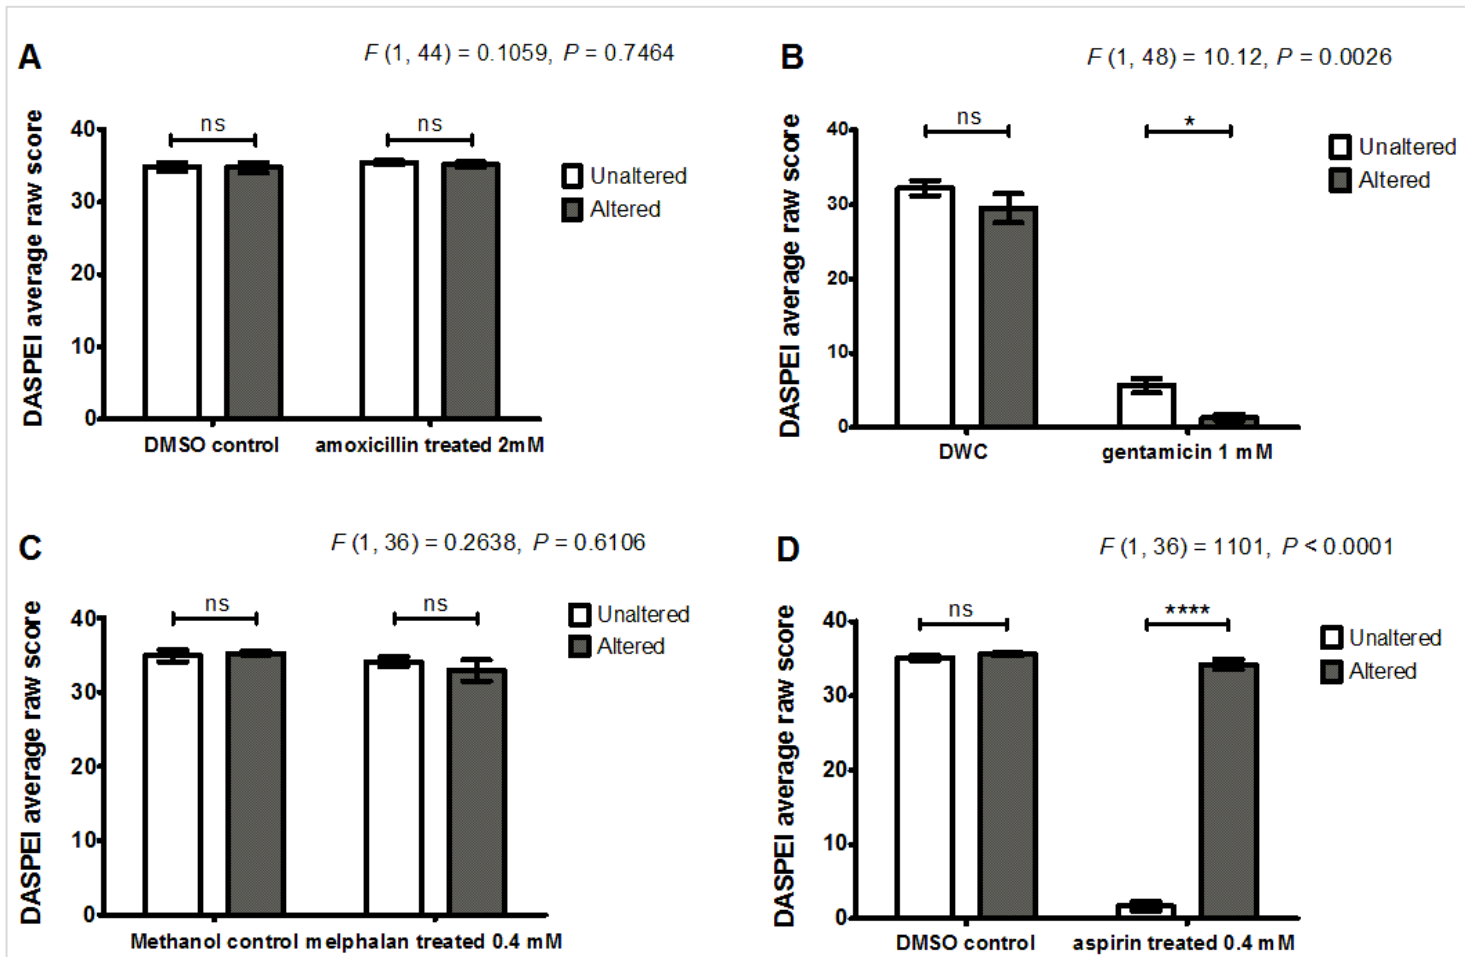 A
F (1, 44) = 0.1059, P = 0.7464
DASPEI average raw score
40
30
20
10
0
ns
ns
Unaltered
Altered
DMSO control
amoxicillin treated 2mM
B
F (1, 48) = 10.12, P = 0.0026
DASPEI average raw score
40
30
20
10
0
ns
*
Unaltered
Altered
DWC
gentamicin 1 mM
C
F (1, 36) = 0.2638, P = 0.6106
DASPEI average raw score
40
30
20
10
0
ns
ns
Unaltered
Altered
Methanol control
melphalan treated 0.4 mM
D
F (1, 36) = 1101, P < 0.0001
DASPEI average raw score
40
30
20
10
0
ns
****
Unaltered
Altered
DMSO control
aspirin treated 0.4 mM